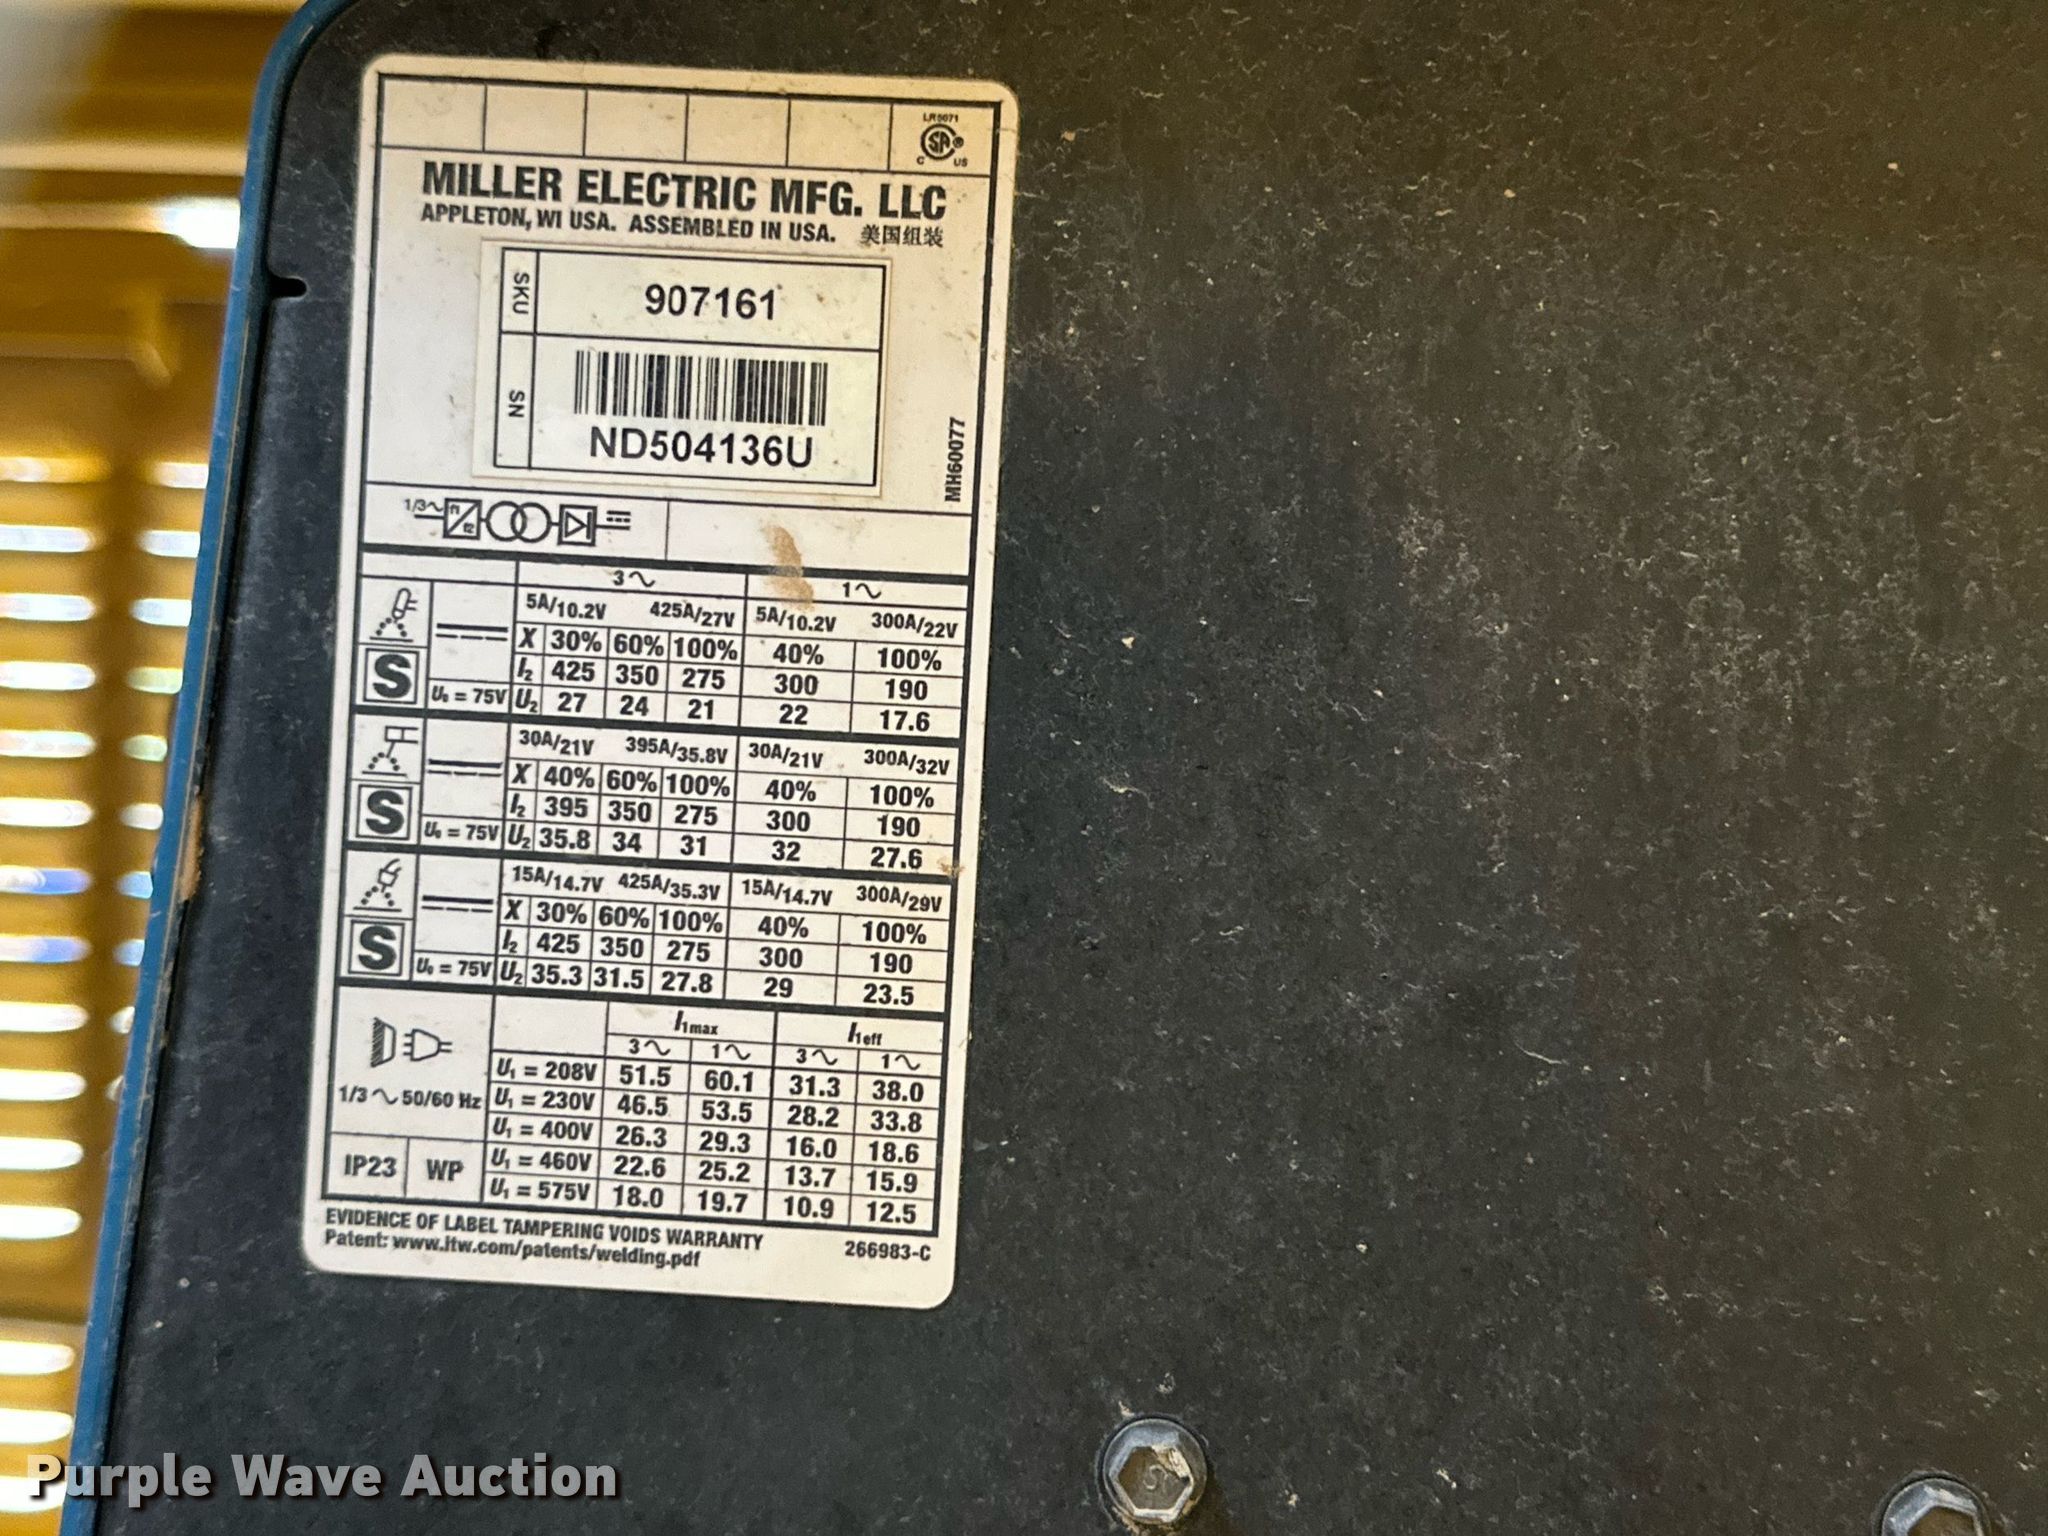 LR5071
SA®
C US
MILLER ELECTRIC MFG. LLC
APPLETON, WI USA. ASSEMBLED IN USA. 美国组装
SKU 907161
SN
ND504136U
MH60077
1/3~ f1 f2
3~ 1~
5A/10.2V 425A/27V 5A/10.2V 300A/22V
X 30% 60% 100% 40% 100%
I2 425 350 275 300 190
S U0 = 75V U2 27 24 21 22 17.6
30A/21V 395A/35.8V 30A/21V 300A/32V
X 40% 60% 100% 40% 100%
I2 395 350 275 300 190
S U0 = 75V U2 35.8 34 31 32 27.6
15A/14.7V 425A/35.3V 15A/14.7V 300A/29V
X 30% 60% 100% 40% 100%
I2 425 350 275 300 190
S U0 = 75V U2 35.3 31.5 27.8 29 23.5
I1max I1eff
3~ 1~ 3~ 1~
U1 = 208V 51.5 60.1 31.3 38.0
1/3 ~ 50/60 Hz U1 = 230V 46.5 53.5 28.2 33.8
U1 = 400V 26.3 29.3 16.0 18.6
IP23 WP U1 = 460V 22.6 25.2 13.7 15.9
U1 = 575V 18.0 19.7 10.9 12.5
EVIDENCE OF LABEL TAMPERING VOIDS WARRANTY
Patent: www.itw.com/patents/welding.pdf 266983-C
Purple Wave Auction